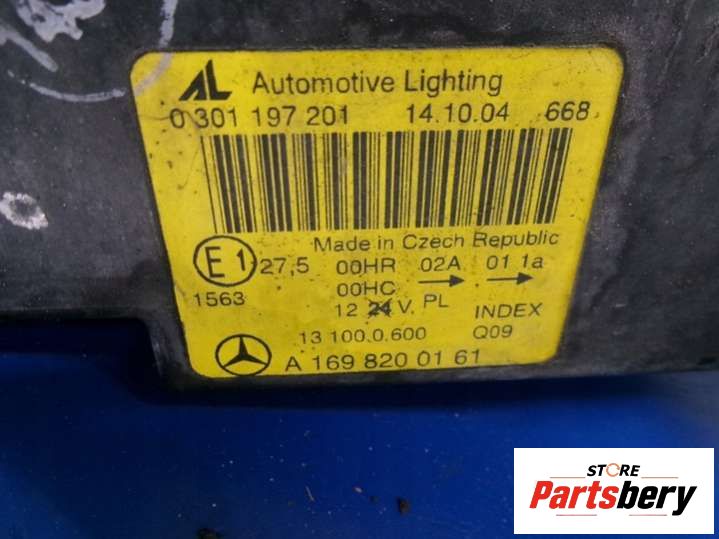 AL Automotive Lighting
0 301 197 201 14.10.04 668
Made in Czech Republic
E1 27,5 00HR 02A 01 1a
1563 00HC → →
12 24 V. PL INDEX
13 100.0.600 Q09
A 169 820 01 61
STORE
Partsbery